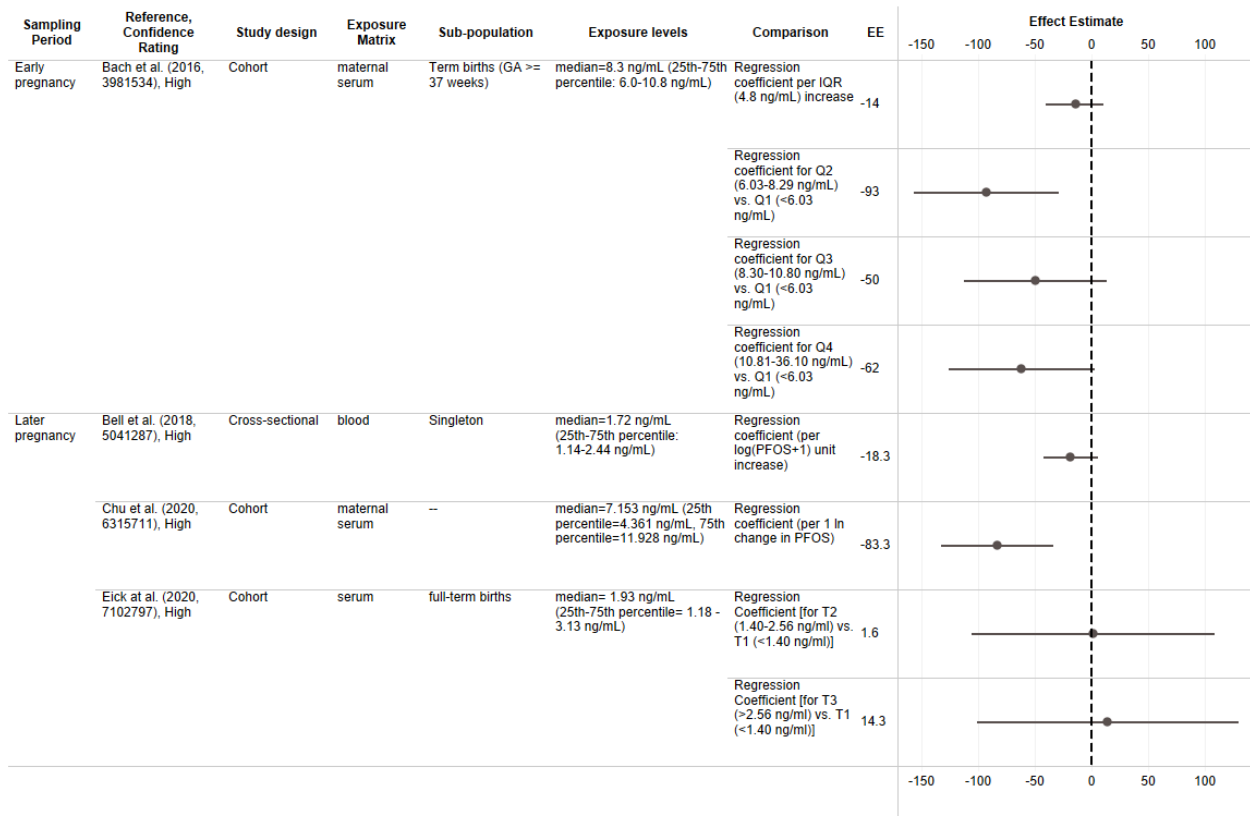 Sampling Period
Reference, Confidence Rating
Study design
Exposure Matrix
Sub-population
Exposure levels
Comparison
EE
Effect Estimate
-150 -100 -50 0 50 100
Early
pregnancy
Bach et al. (2016,
3981534), High
Cohort
maternal
serum
Term births (GA >=
37 weeks)
median=8.3 ng/mL (25th-75th
percentile: 6.0-10.8 ng/mL)
Regression
coefficient per IQR
(4.8 ng/mL) increase
-14
Regression
coefficient for Q2
(6.03-8.29 ng/mL)
vs. Q1 (<6.03
ng/mL)
-93
Regression
coefficient for Q3
(8.30-10.80 ng/mL)
vs. Q1 (<6.03
ng/mL)
-50
Regression
coefficient for Q4
(10.81-36.10 ng/mL)
vs. Q1 (<6.03
ng/mL)
-62
Later
pregnancy
Bell et al. (2018,
5041287), High
Cross-sectional
blood
Singleton
median=1.72 ng/mL
(25th-75th percentile:
1.14-2.44 ng/mL)
Regression
coefficient (per
log(PFOS+1) unit
increase)
-18.3
Chu et al. (2020,
6315711), High
Cohort
maternal
serum
--
median=7.153 ng/mL (25th
percentile=4.361 ng/mL, 75th
percentile=11.928 ng/mL)
Regression
coefficient (per 1 ln
change in PFOS)
-83.3
Eick at al. (2020,
7102797), High
Cohort
serum
full-term births
median= 1.93 ng/mL
(25th-75th percentile= 1.18 -
3.13 ng/mL)
Regression
Coefficient [for T2
(1.40-2.56 ng/ml) vs.
T1 (<1.40 ng/ml)]
1.6
Regression
Coefficient [for T3
(>2.56 ng/ml) vs. T1
(<1.40 ng/ml)]
14.3
-150 -100 -50 0 50 100